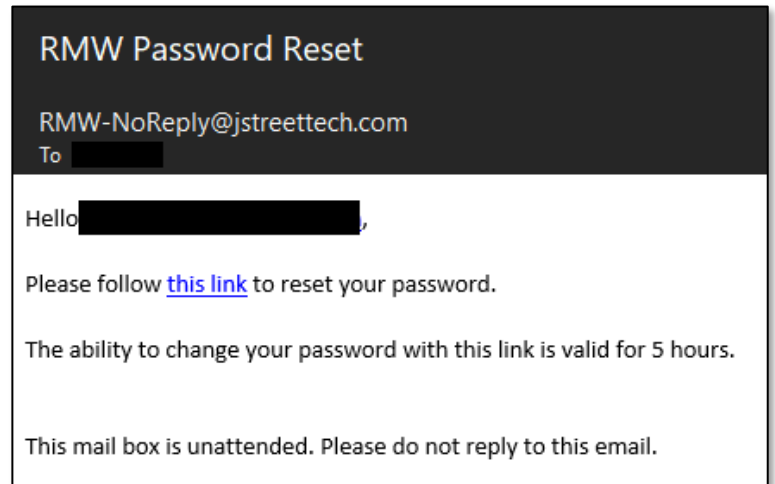 RMW Password Reset
RMW-NoReply@jstreettech.com
To
Hello ,
Please follow this link to reset your password.
The ability to change your password with this link is valid for 5 hours.
This mail box is unattended. Please do not reply to this email.